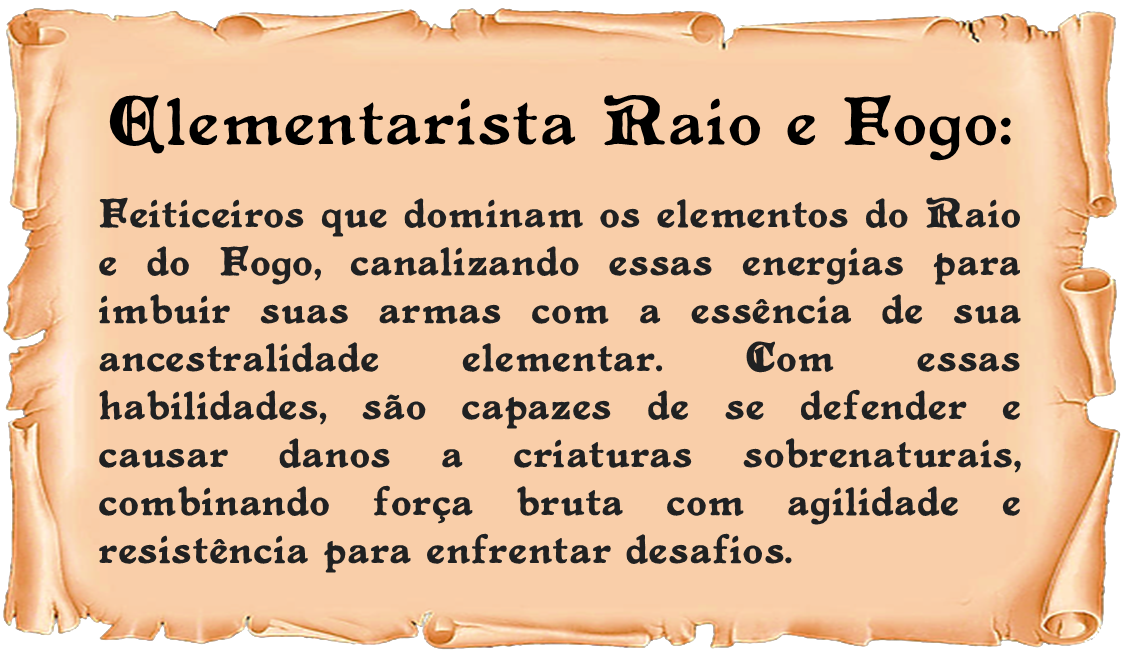 Elementarista Raio e Fogo:
Feiticeiros que dominam os elementos do Raio
e do Fogo, canalizando essas energias para
imbuir suas armas com a essência de sua
ancestralidade elementar. Com essas
habilidades, são capazes de se defender e
causar danos a criaturas sobrenaturais,
combinando força bruta com agilidade e
resistência para enfrentar desafios.